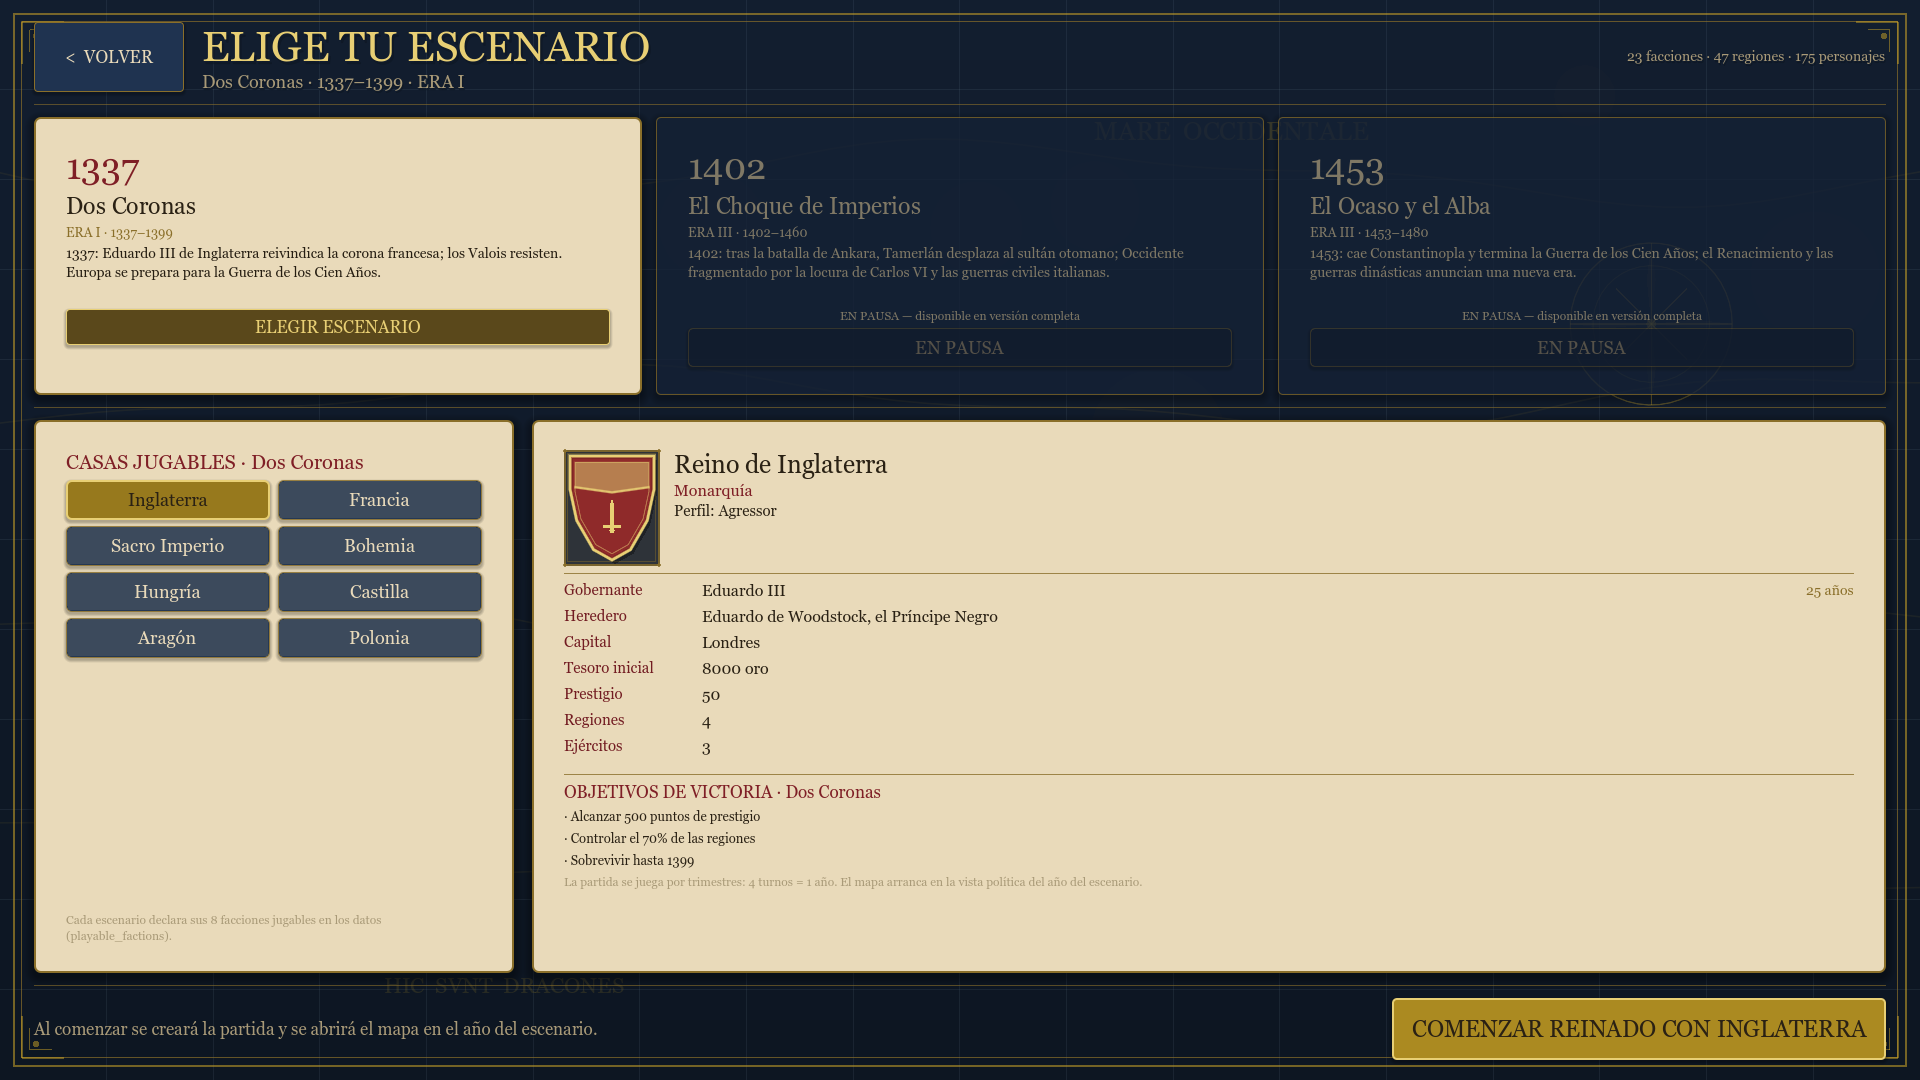 < VOLVER
ELIGE TU ESCENARIO
Dos Coronas · 1337–1399 · ERA I
23 facciones · 47 regiones · 175 personajes
MARE OCCIDENTALE
1337
Dos Coronas
ERA I · 1337–1399
1337: Eduardo III de Inglaterra reivindica la corona francesa; los Valois resisten.
Europa se prepara para la Guerra de los Cien Años.
ELEGIR ESCENARIO
1402
El Choque de Imperios
ERA III · 1402–1460
1402: tras la batalla de Ankara, Tamerlán desplaza al sultán otomano; Occidente
fragmentado por la locura de Carlos VI y las guerras civiles italianas.
EN PAUSA — disponible en versión completa
EN PAUSA
1453
El Ocaso y el Alba
ERA III · 1453–1480
1453: cae Constantinopla y termina la Guerra de los Cien Años; el Renacimiento y las
guerras dinásticas anuncian una nueva era.
EN PAUSA — disponible en versión completa
EN PAUSA
CASAS JUGABLES · Dos Coronas
Inglaterra
Francia
Sacro Imperio
Bohemia
Hungría
Castilla
Aragón
Polonia
Cada escenario declara sus 8 facciones jugables en los datos
(playable_factions).
Reino de Inglaterra
Monarquía
Perfil: Agressor
Gobernante Eduardo III 25 años
Heredero Eduardo de Woodstock, el Príncipe Negro
Capital Londres
Tesoro inicial 8000 oro
Prestigio 50
Regiones 4
Ejércitos 3
OBJETIVOS DE VICTORIA · Dos Coronas
· Alcanzar 500 puntos de prestigio
· Controlar el 70% de las regiones
· Sobrevivir hasta 1399
La partida se juega por trimestres: 4 turnos = 1 año. El mapa arranca en la vista política del año del escenario.
HIC SVNT DRACONES
Al comenzar se creará la partida y se abrirá el mapa en el año del escenario.
COMENZAR REINADO CON INGLATERRA